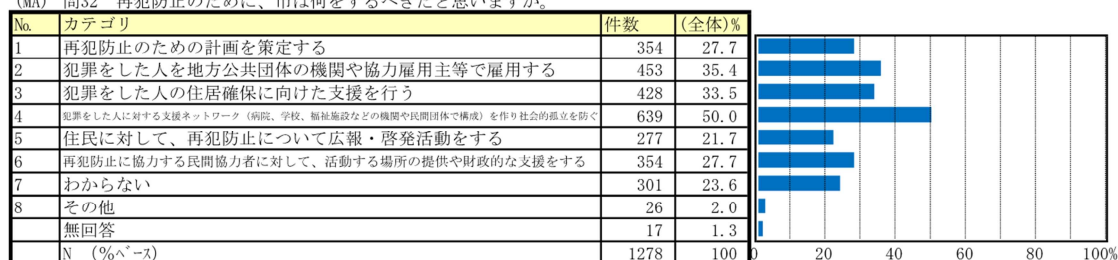 (MA) 問32 再犯防止のために、市は何をするべきだと思いますか。
No. カテゴリ 件数 (全体)%
1 再犯防止のための計画を策定する 354 27.7
2 犯罪をした人を地方公共団体の機関や協力雇用主等で雇用する 453 35.4
3 犯罪をした人の住居確保に向けた支援を行う 428 33.5
4 犯罪をした人に対する支援ネットワーク（病院、学校、福祉施設などの機関や民間団体で構成）を作り社会的孤立を防ぐ 639 50.0
5 住民に対して、再犯防止について広報・啓発活動をする 277 21.7
6 再犯防止に協力する民間協力者に対して、活動する場所の提供や財政的な支援をする 354 27.7
7 わからない 301 23.6
8 その他 26 2.0
無回答 17 1.3
N （％ﾍﾞｰｽ） 1278 100
0 20 40 60 80 100%